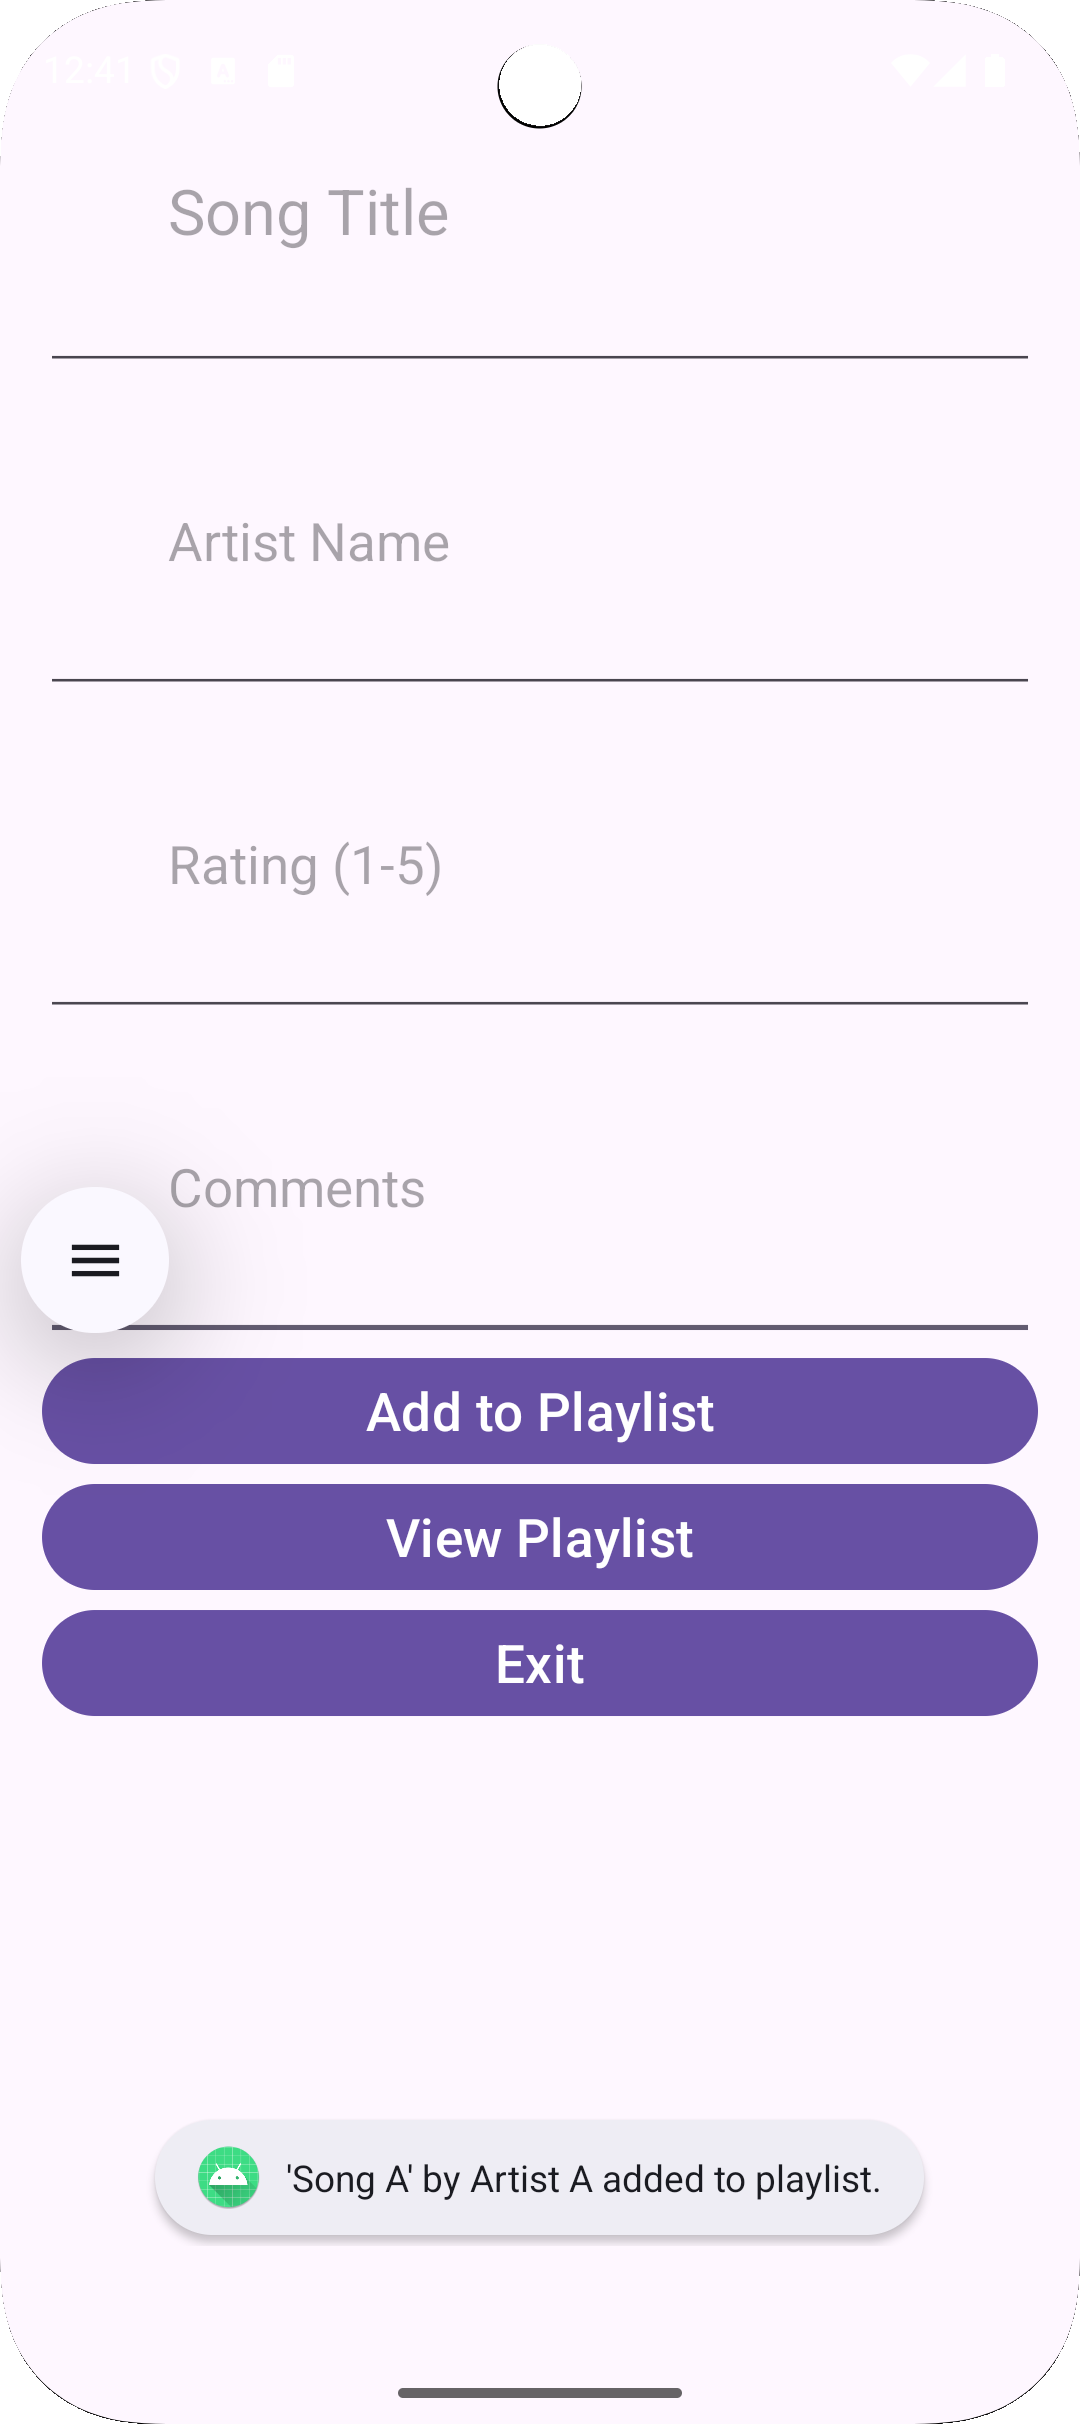 12:41
Song Title
Artist Name
Rating (1-5)
Comments
Add to Playlist
View Playlist
Exit
'Song A' by Artist A added to playlist.